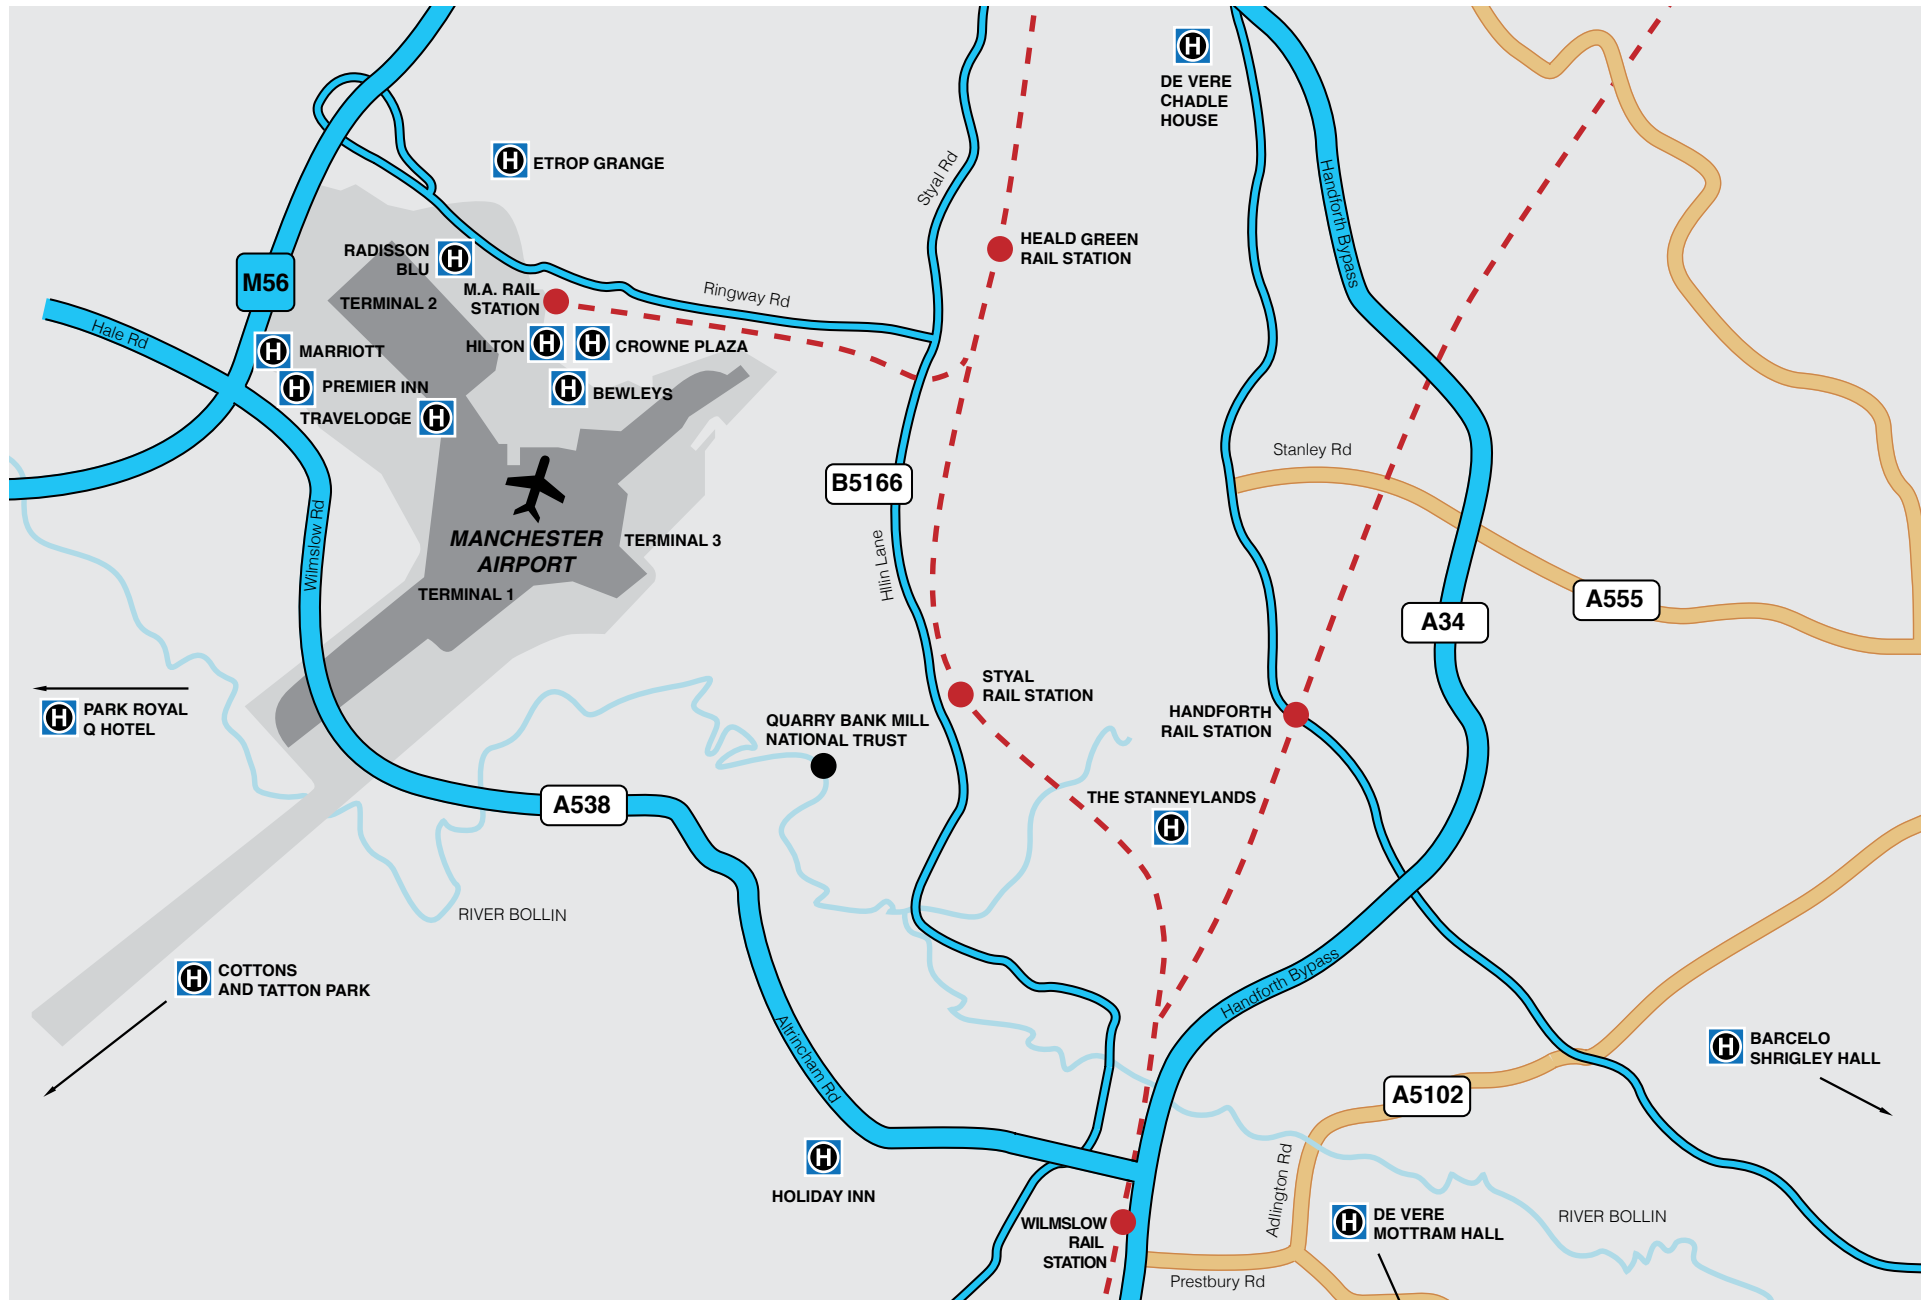 H
DE VERE
CHADLE
HOUSE
H
ETROP GRANGE
Styal Rd
Handforth Bypass
HEALD GREEN
RAIL STATION
RADISSON
BLU
H
M56
M.A. RAIL
STATION
TERMINAL 2
Ringway Rd
Hale Rd
H
MARRIOTT
HILTON
H
H
CROWNE PLAZA
H
PREMIER INN
H
BEWLEYS
TRAVELODGE
H
Stanley Rd
B5166
Wilmslow Rd
MANCHESTER
AIRPORT
TERMINAL 3
Hllin Lane
TERMINAL 1
A555
A34
STYAL
RAIL STATION
H
PARK ROYAL
Q HOTEL
QUARRY BANK MILL
NATIONAL TRUST
HANDFORTH
RAIL STATION
A538
THE STANNEYLANDS
H
RIVER BOLLIN
H
COTTONS
AND TATTON PARK
Handforth Bypass
Altrincham Rd
H
BARCELO
SHRIGLEY HALL
A5102
H
HOLIDAY INN
Adlington Rd
WILMSLOW
RAIL
STATION
H
DE VERE
MOTTRAM HALL
RIVER BOLLIN
Prestbury Rd